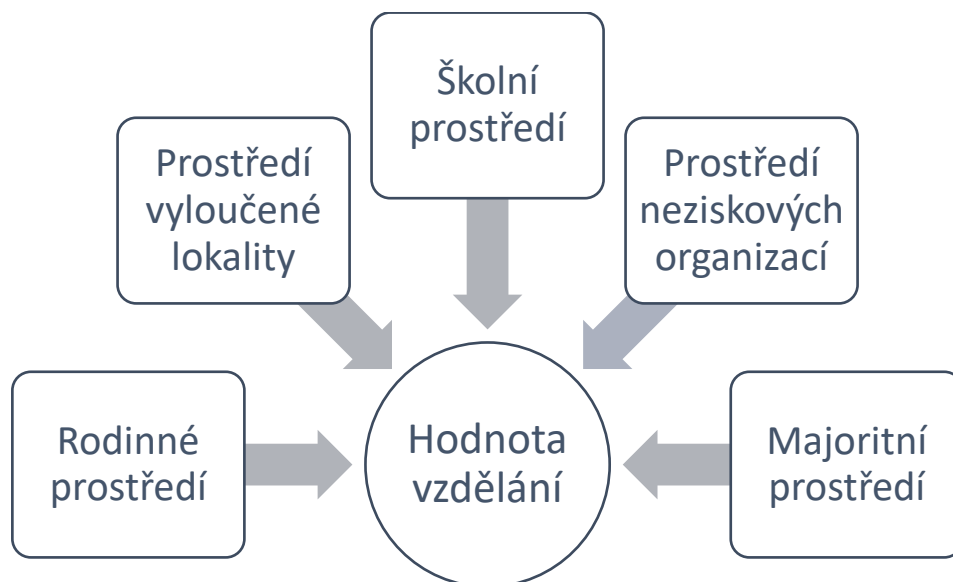 Školní
prostředí
Prostředí
vyloučené
lokality
Prostředí
neziskových
organizací
Rodinné
prostředí
Hodnota
vzdělání
Majoritní
prostředí